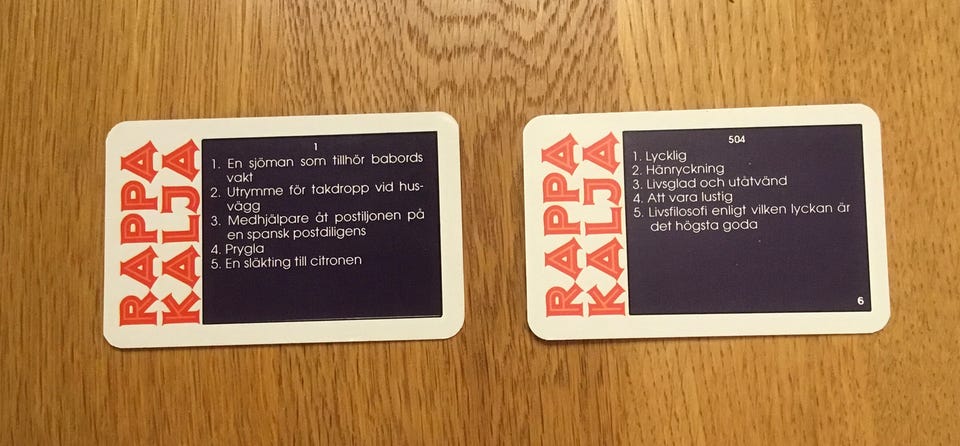 RAPPA
KALJA
1
1. En sjöman som tillhör babords
vakt
2. Utrymme för takdropp vid hus-
vägg
3. Medhjälpare åt postiljonen på
en spansk postdiligens
4. Prygla
5. En släkting till citronen
RAPPA
KALJA
504
1. Lycklig
2. Hänryckning
3. Livsglad och utåtvänd
4. Att vara lustig
5. Livsfilosofi enligt vilken lyckan är
det högsta goda
6